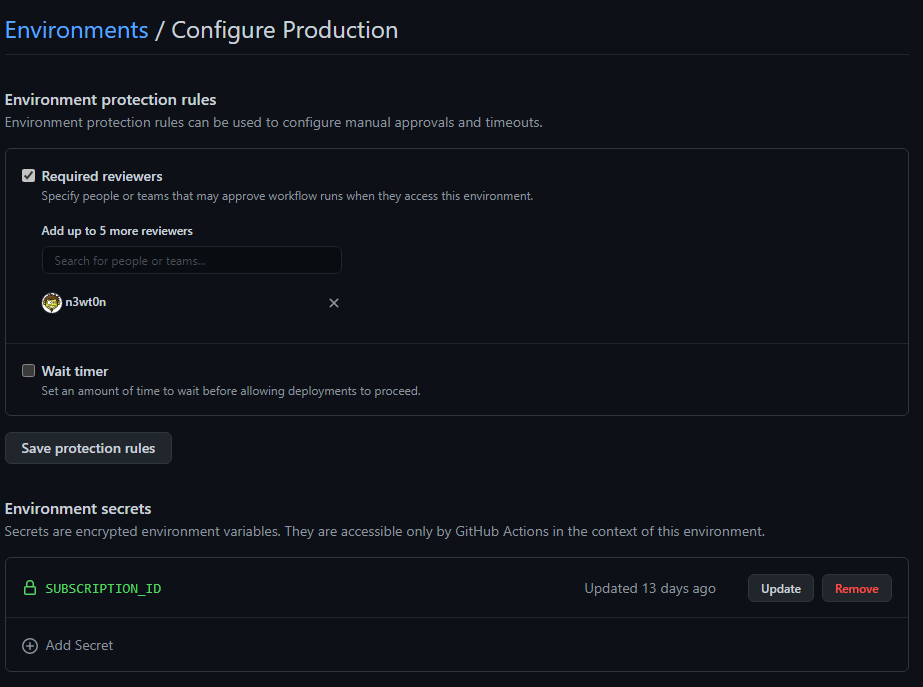 Environments / Configure Production
Environment protection rules
Environment protection rules can be used to configure manual approvals and timeouts.
Required reviewers
Specify people or teams that may approve workflow runs when they access this environment.
Add up to 5 more reviewers
Search for people or teams...
n3wt0n
Wait timer
Set an amount of time to wait before allowing deployments to proceed.
Save protection rules
Environment secrets
Secrets are encrypted environment variables. They are accessible only by GitHub Actions in the context of this environment.
SUBSCRIPTION_ID Updated 13 days ago Update Remove
Add Secret